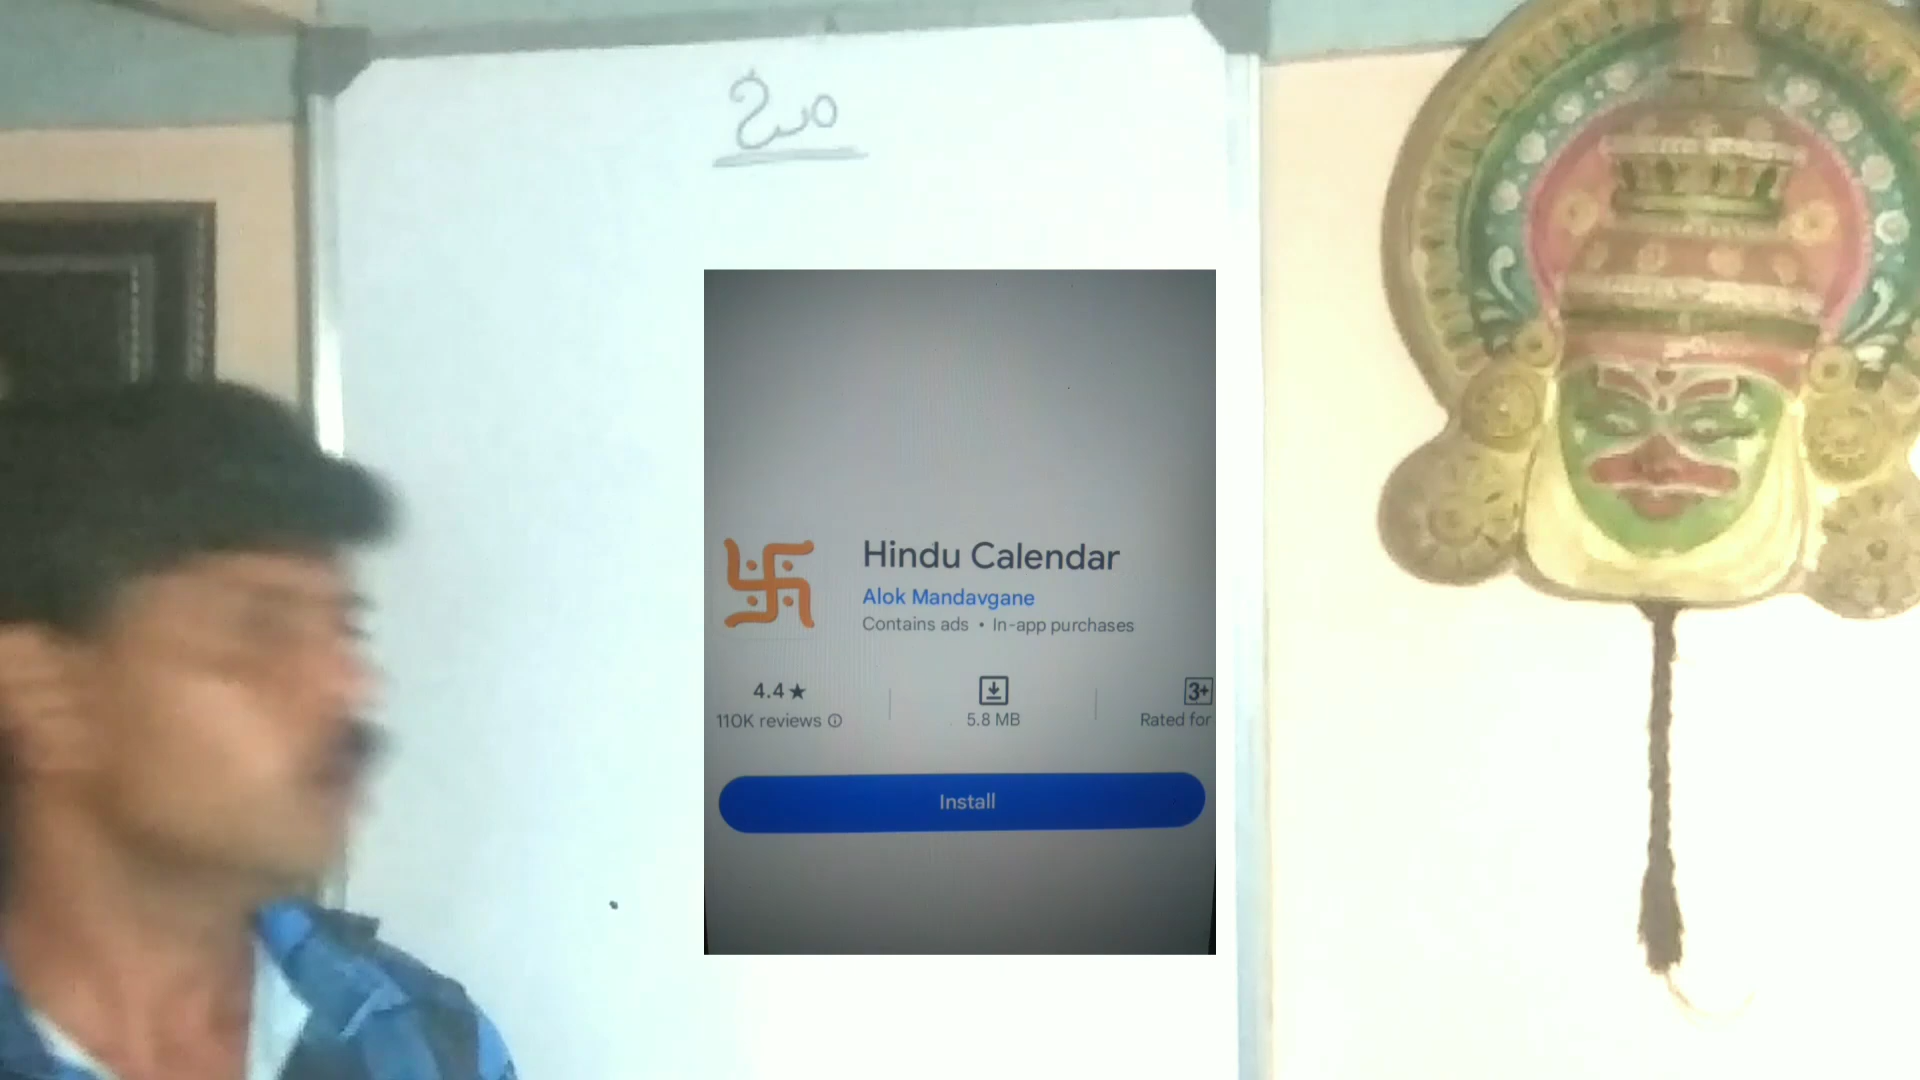 ఓం
Hindu Calendar
Alok Mandavgane
Contains ads • In-app purchases
4.4★
110K reviews
5.8 MB
3+
Rated for
Install